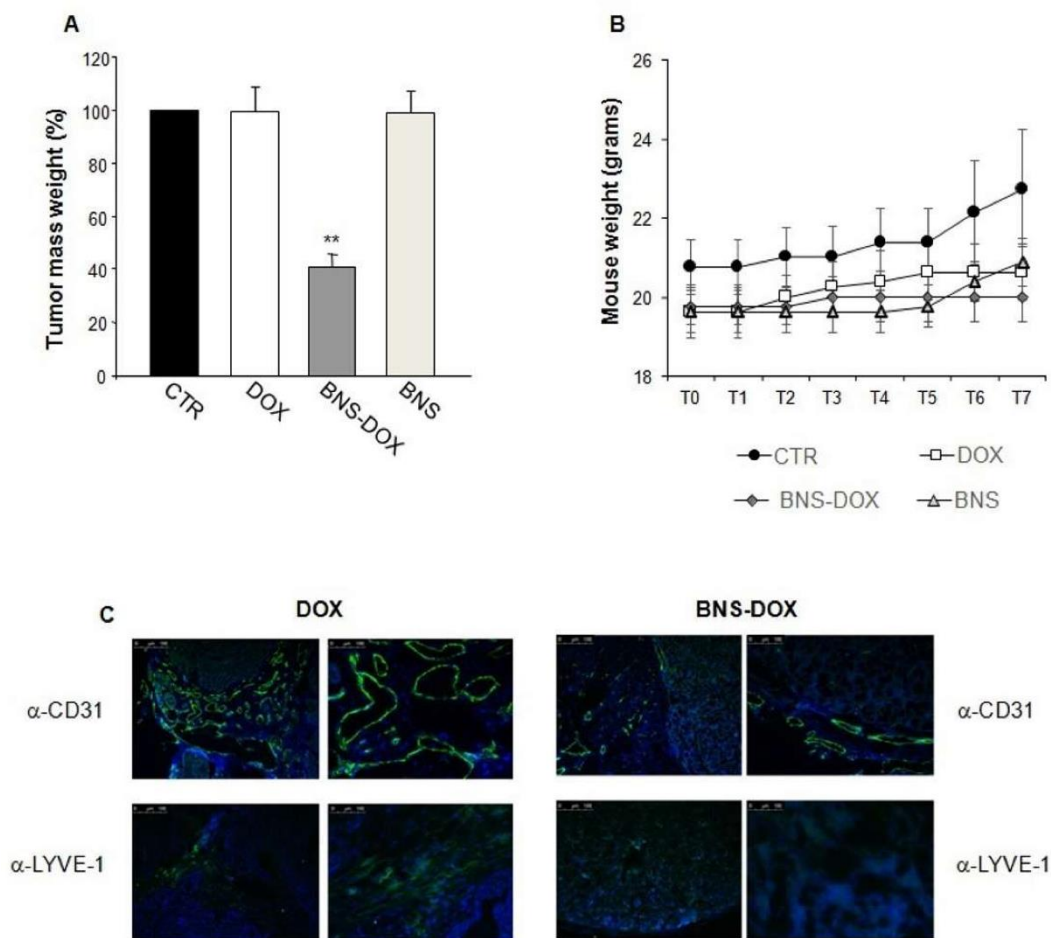 A
Tumor mass weight (%)
120
100
80
60
40
20
0
**
CTR
DOX
BNS-DOX
BNS
B
Mouse weight (grams)
26
24
22
20
18
T0 T1 T2 T3 T4 T5 T6 T7
CTR DOX
BNS-DOX BNS
C
DOX BNS-DOX
α-CD31 α-CD31
α-LYVE-1 α-LYVE-1